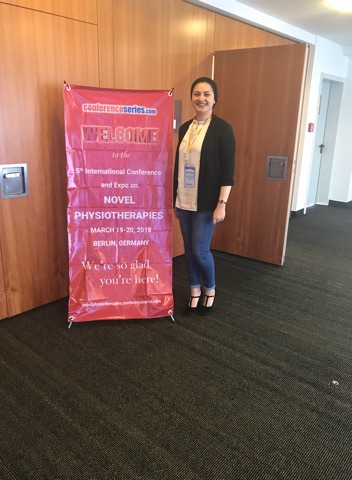 conferenceseries.com
WELCOME
to the
5th International Conference
and Expo on
NOVEL
PHYSIOTHERAPIES
MARCH 19-20, 2018
BERLIN, GERMANY
We're so glad
you're here!